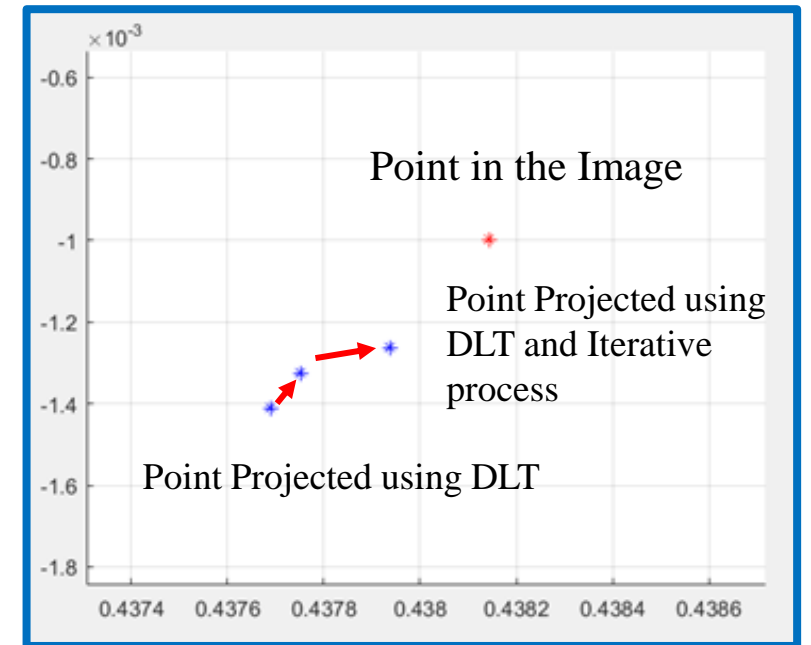 ×10⁻³
-0.6
-0.8
Point in the Image
-1
Point Projected using
-1.2
DLT and Iterative
process
-1.4
Point Projected using DLT
-1.6
-1.8
0.4374 0.4376 0.4378 0.438 0.4382 0.4384 0.4386